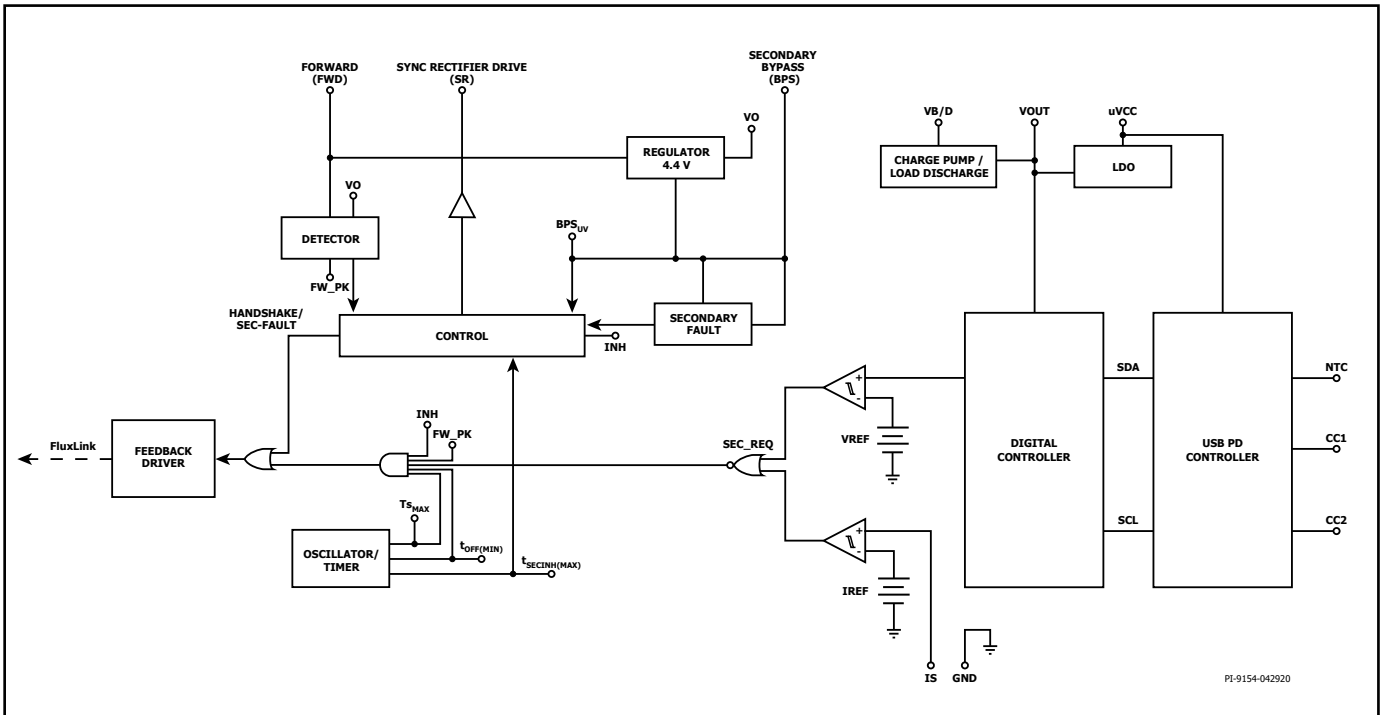 FORWARD
(FWD)
SYNC RECTIFIER DRIVE
(SR)
SECONDARY
BYPASS
(BPS)
VB/D
VOUT
uVCC
VO
REGULATOR
4.4 V
CHARGE PUMP /
LOAD DISCHARGE
LDO
VO
DETECTOR
BPSUV
FW_PK
HANDSHAKE/
SEC-FAULT
CONTROL
INH
SECONDARY
FAULT
+
-
VREF
SDA
NTC
INH
FW_PK
SEC_REQ
FluxLink
FEEDBACK
DRIVER
DIGITAL
CONTROLLER
USB PD
CONTROLLER
CC1
TsMAX
OSCILLATOR/
TIMER
tOFF(MIN)
tSECINH(MAX)
+
-
IREF
SCL
CC2
IS
GND
PI-9154-042920